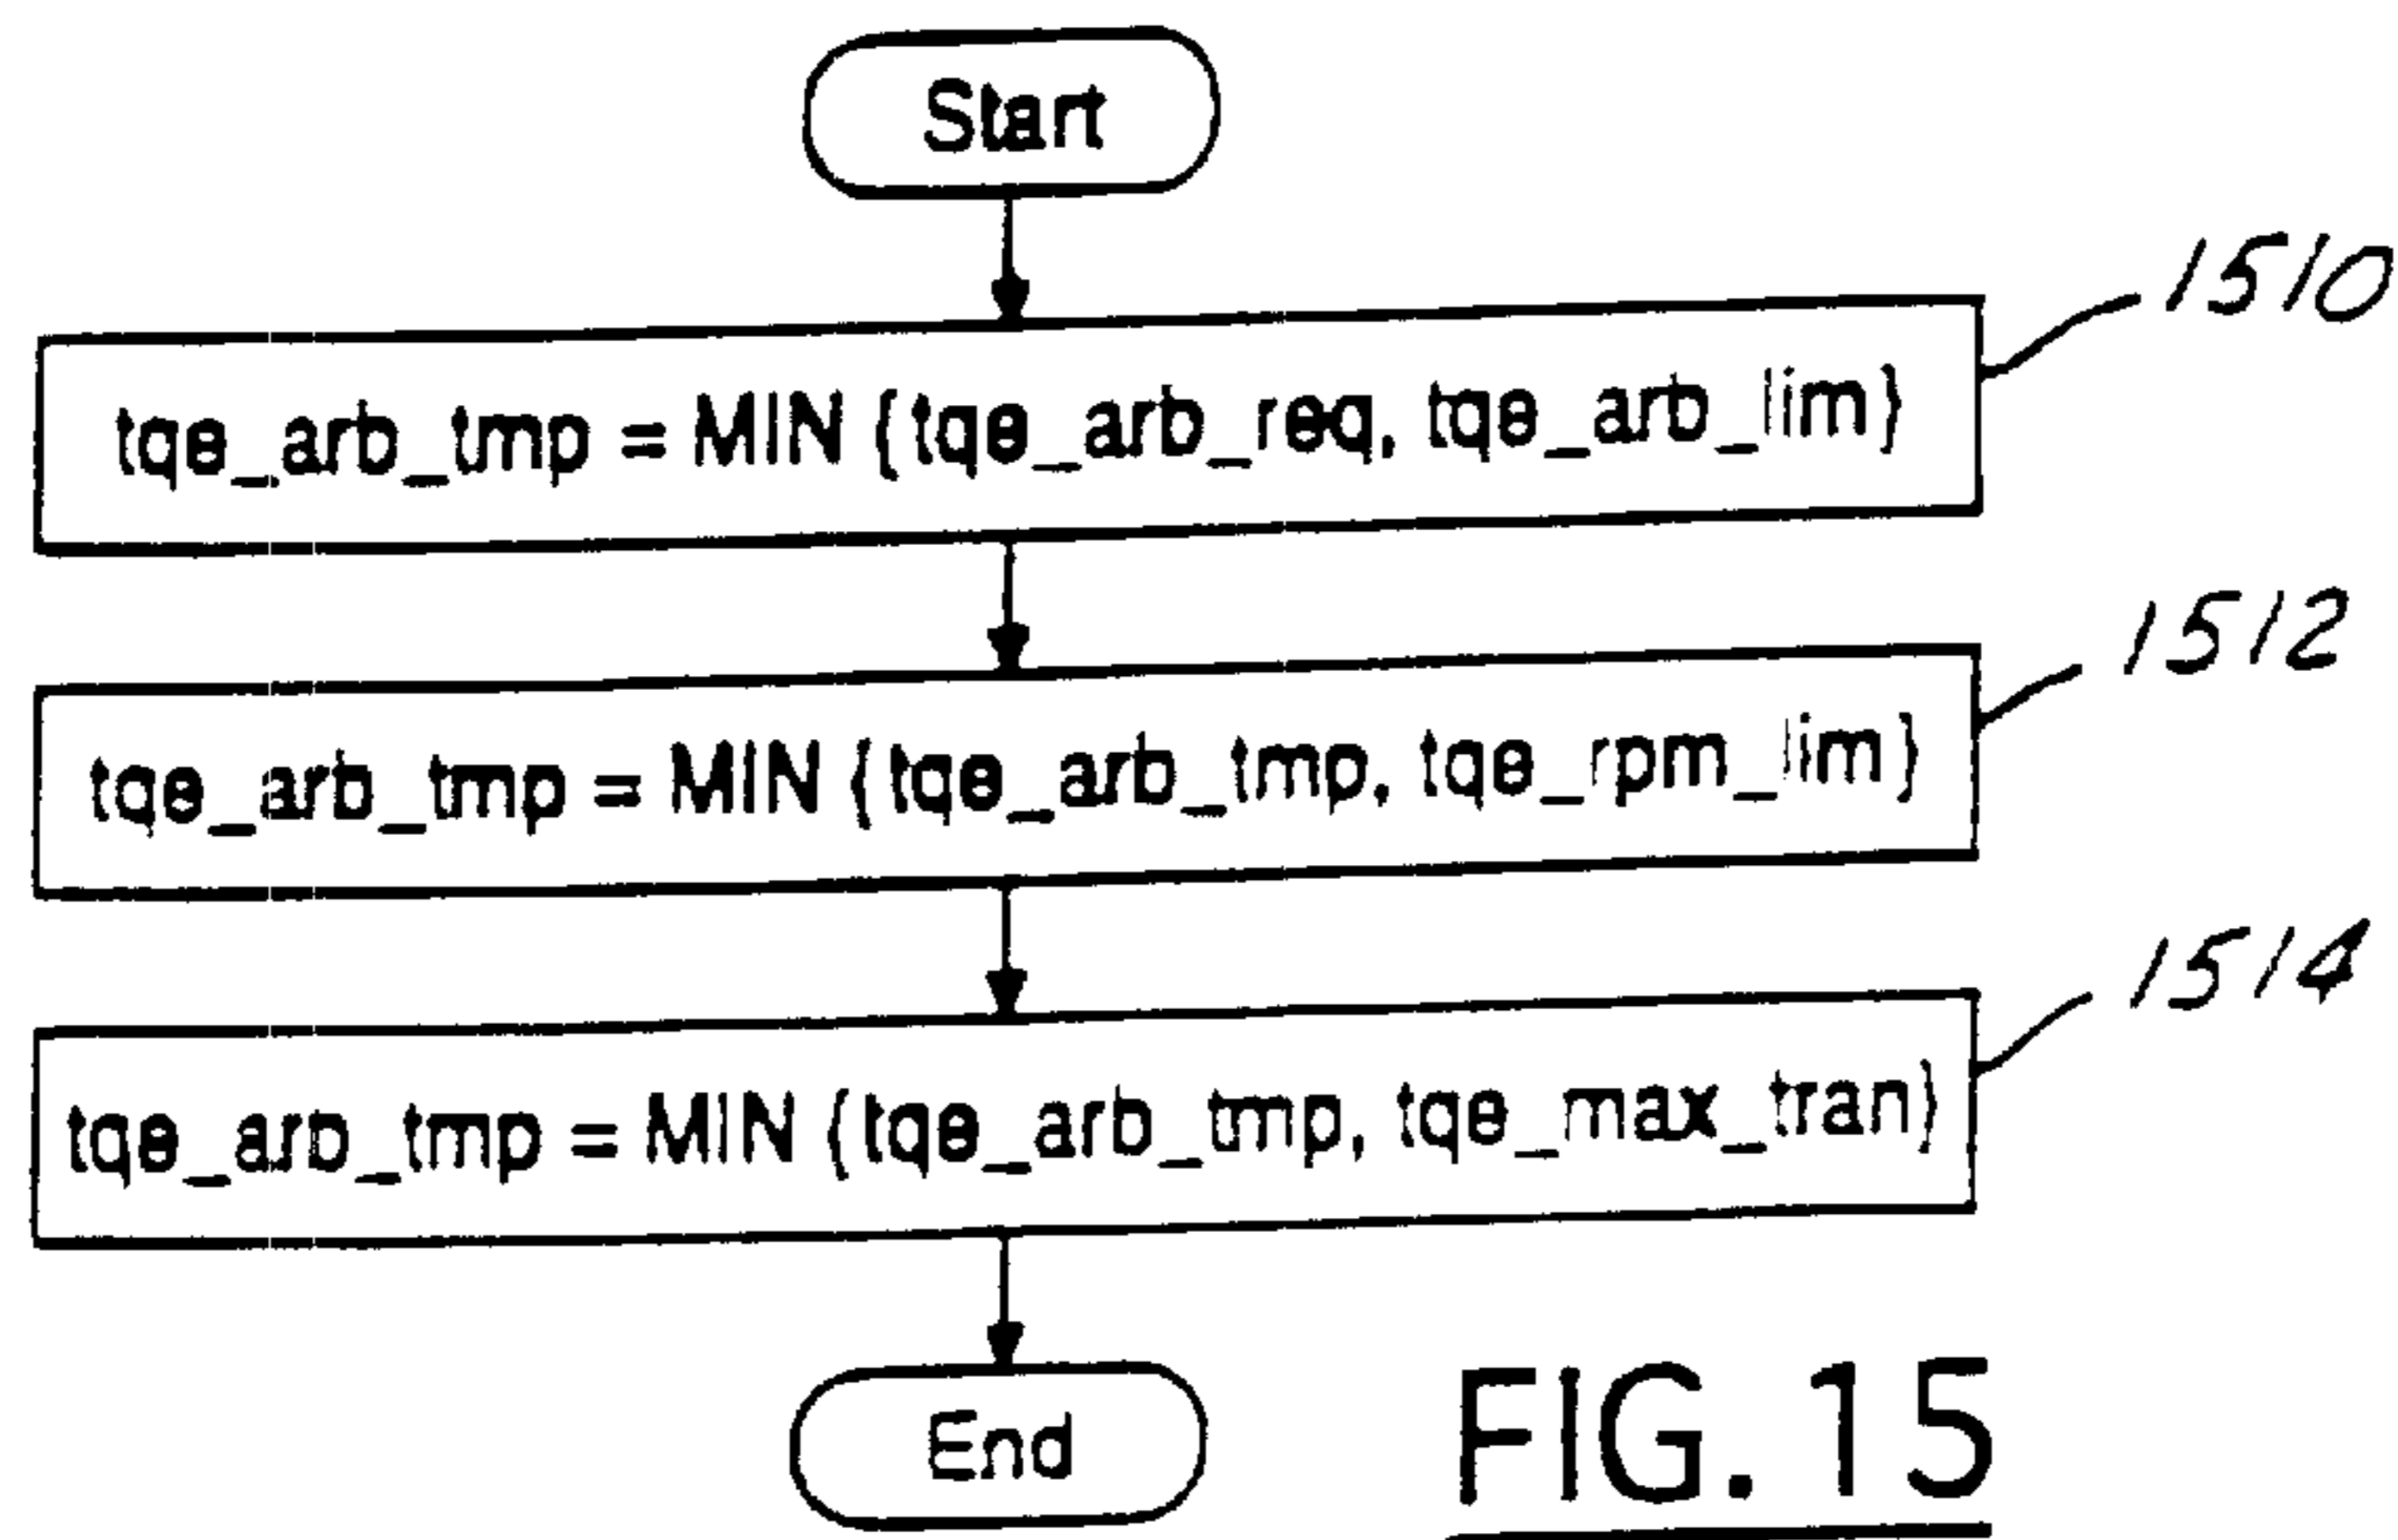 Start
1510
tqe_arb_tmp = MIN (tqe_arb_req, tqe_arb_lim)
1512
tqe_arb_tmp = MIN (tqe_arb_tmp, tqe_rpm_lim)
1514
tqe_arb_tmp = MIN (tqe_arb_tmp, tqe_max_tran)
End
FIG. 15